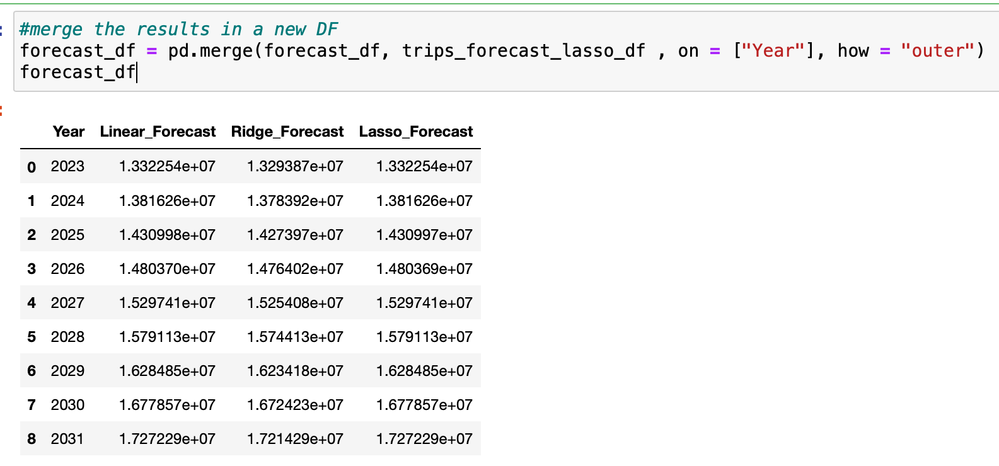 #merge the results in a new DF
forecast_df = pd.merge(forecast_df, trips_forecast_lasso_df , on = ["Year"], how = "outer")
forecast_df
Year Linear_Forecast Ridge_Forecast Lasso_Forecast
0 2023 1.332254e+07 1.329387e+07 1.332254e+07
1 2024 1.381626e+07 1.378392e+07 1.381626e+07
2 2025 1.430998e+07 1.427397e+07 1.430997e+07
3 2026 1.480370e+07 1.476402e+07 1.480369e+07
4 2027 1.529741e+07 1.525408e+07 1.529741e+07
5 2028 1.579113e+07 1.574413e+07 1.579113e+07
6 2029 1.628485e+07 1.623418e+07 1.628485e+07
7 2030 1.677857e+07 1.672423e+07 1.677857e+07
8 2031 1.727229e+07 1.721429e+07 1.727229e+07